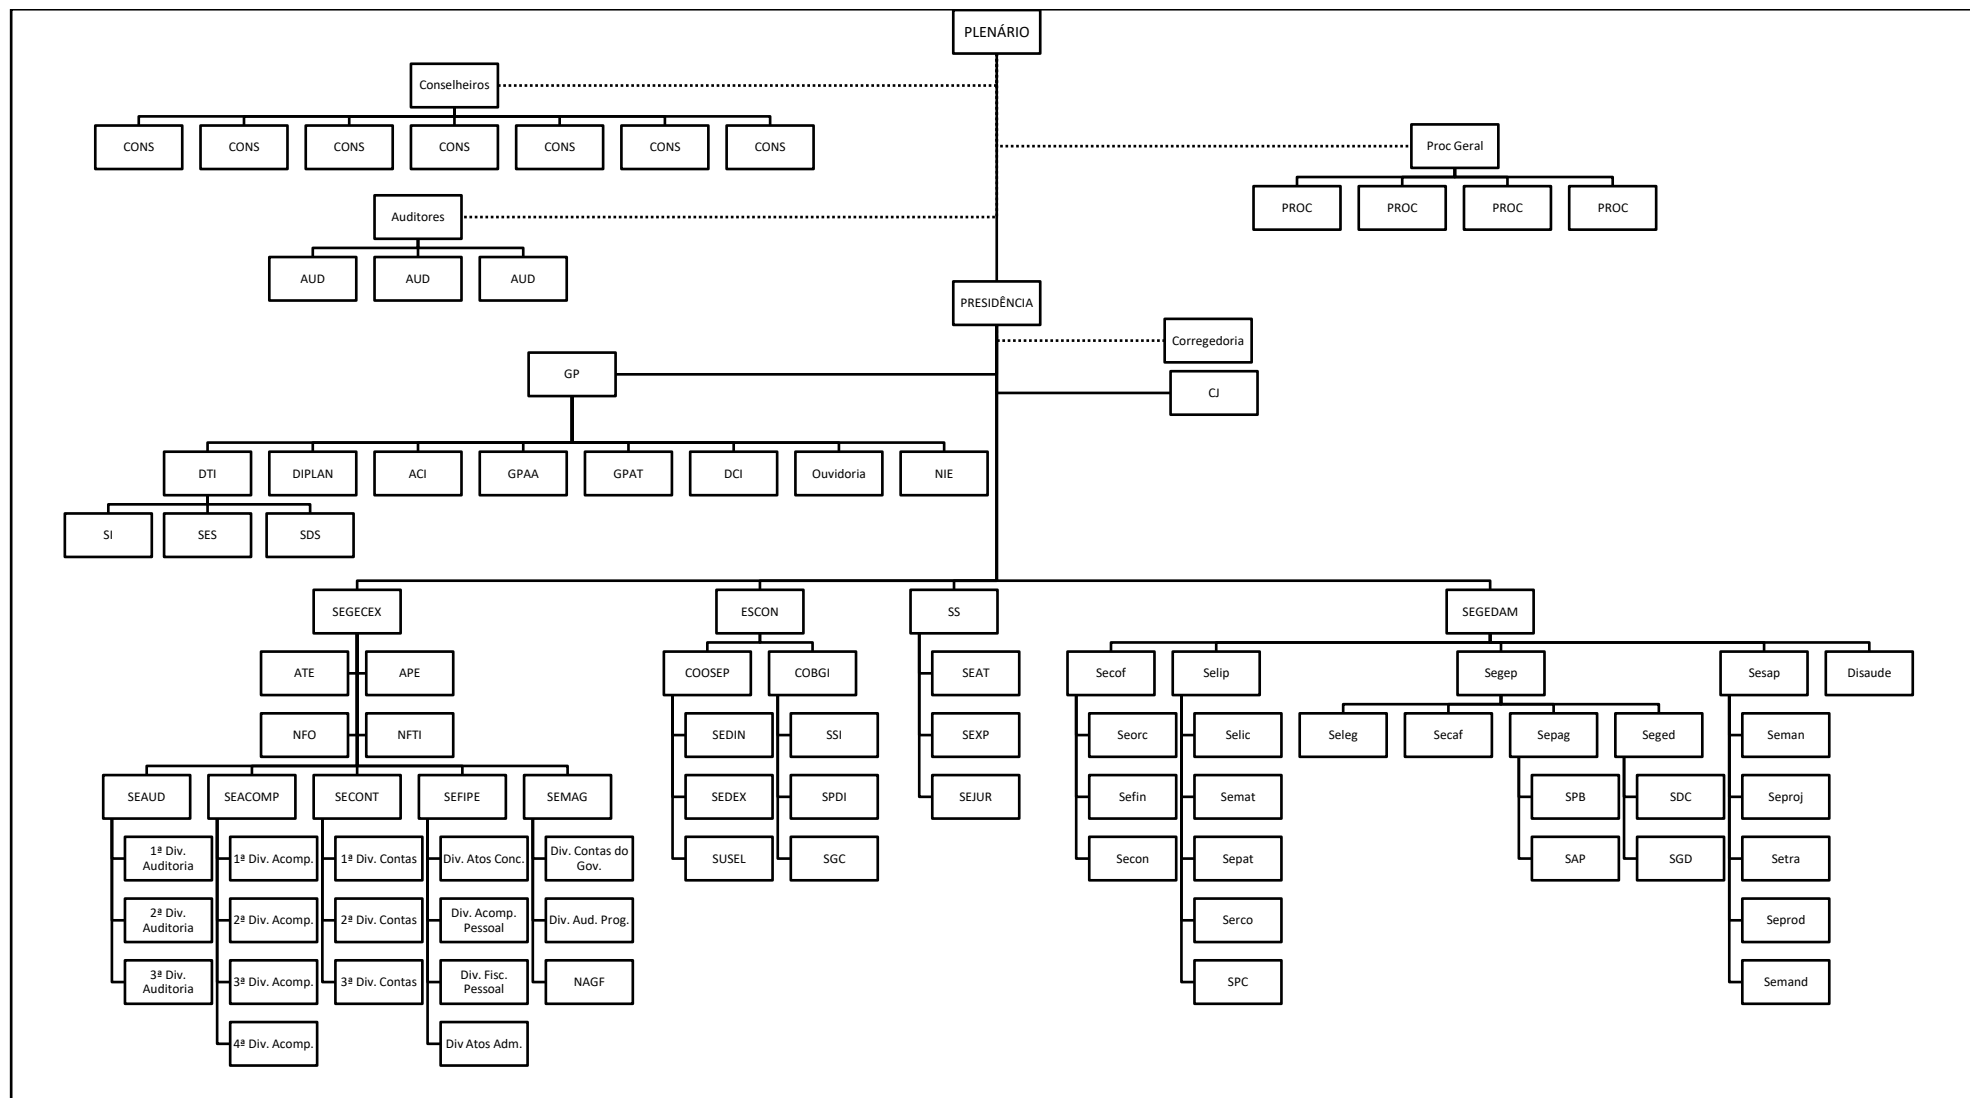 PLENÁRIO
Conselheiros
CONS
CONS
CONS
CONS
CONS
CONS
CONS
Proc Geral
PROC
PROC
PROC
PROC
Auditores
AUD
AUD
AUD
PRESIDÊNCIA
Corregedoria
GP
CJ
DTI
DIPLAN
ACI
GPAA
GPAT
DCI
Ouvidoria
NIE
SI
SES
SDS
SEGECEX
ESCON
SS
SEGEDAM
ATE
APE
NFO
NFTI
SEAUD
SEACOMP
SECONT
SEFIPE
SEMAG
1ª Div.
Auditoria
2ª Div.
Auditoria
3ª Div.
Auditoria
1ª Div. Acomp.
2ª Div. Acomp.
3ª Div. Acomp.
4ª Div. Acomp.
1ª Div. Contas
2ª Div. Contas
3ª Div. Contas
Div. Atos Conc.
Div. Acomp.
Pessoal
Div. Fisc.
Pessoal
Div Atos Adm.
Div. Contas do
Gov.
Div. Aud. Prog.
NAGF
COOSEP
COBGI
SEDIN
SEDEX
SUSEL
SSI
SPDI
SGC
SEAT
SEXP
SEJUR
Secof
Selip
Segep
Sesap
Disaude
Seorc
Sefin
Secon
Selic
Semat
Sepat
Serco
SPC
Seleg
Secaf
Sepag
Seged
SPB
SAP
SDC
SGD
Seman
Seproj
Setra
Seprod
Semand